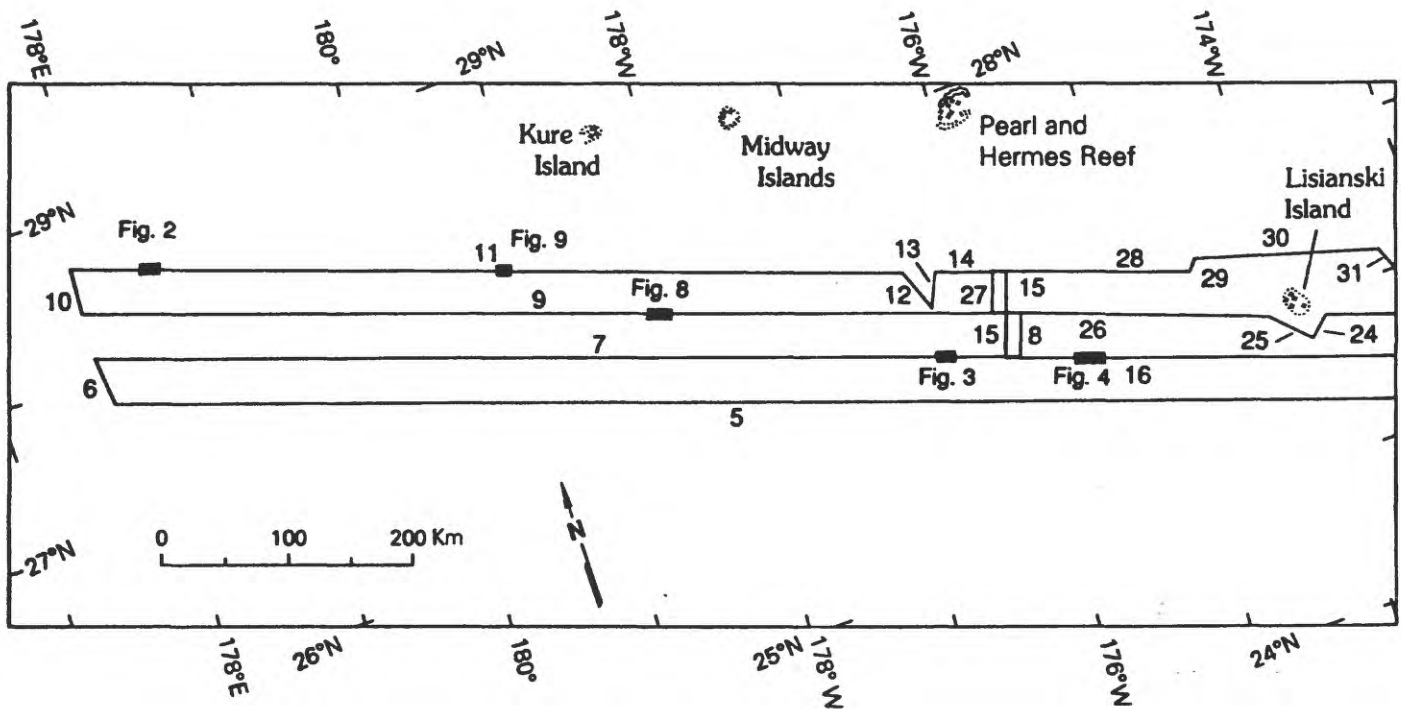 178°E
180°
29°N
178°W
176°W
28°N
174°W
Kure
Island
Midway
Islands
Pearl and
Hermes Reef
Lisianski
Island
29°N
Fig. 2
11
Fig. 9
13
14
28
30
29
31
10
9
Fig. 8
12
27
15
7
15
8
26
25
24
6
Fig. 3
Fig. 4
16
5
N
0
100
200 Km
27°N
178°E
26°N
180°
25°N
178°W
176°W
24°N